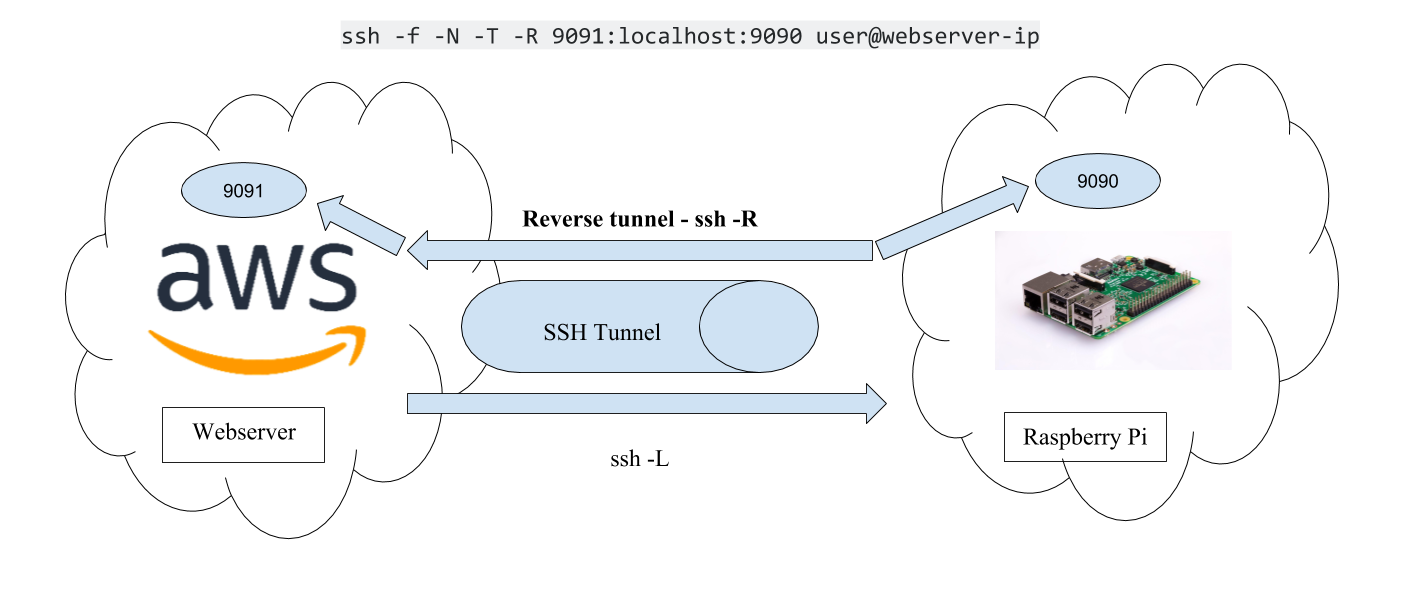 ssh -f -N -T -R 9091:localhost:9090 user@webserver-ip
9091
9090
Reverse tunnel - ssh -R
aws
SSH Tunnel
Webserver
Raspberry Pi
ssh -L